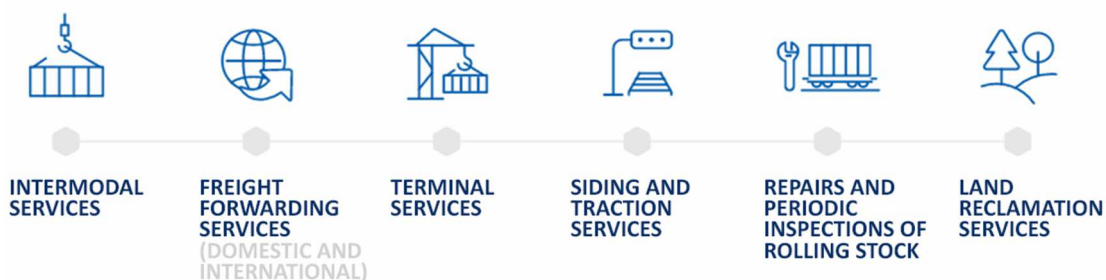 INTERMODAL
SERVICES
FREIGHT
FORWARDING
SERVICES
(DOMESTIC AND
INTERNATIONAL)
TERMINAL
SERVICES
SIDING AND
TRACTION
SERVICES
REPAIRS AND
PERIODIC
INSPECTIONS OF
ROLLING STOCK
LAND
RECLAMATION
SERVICES